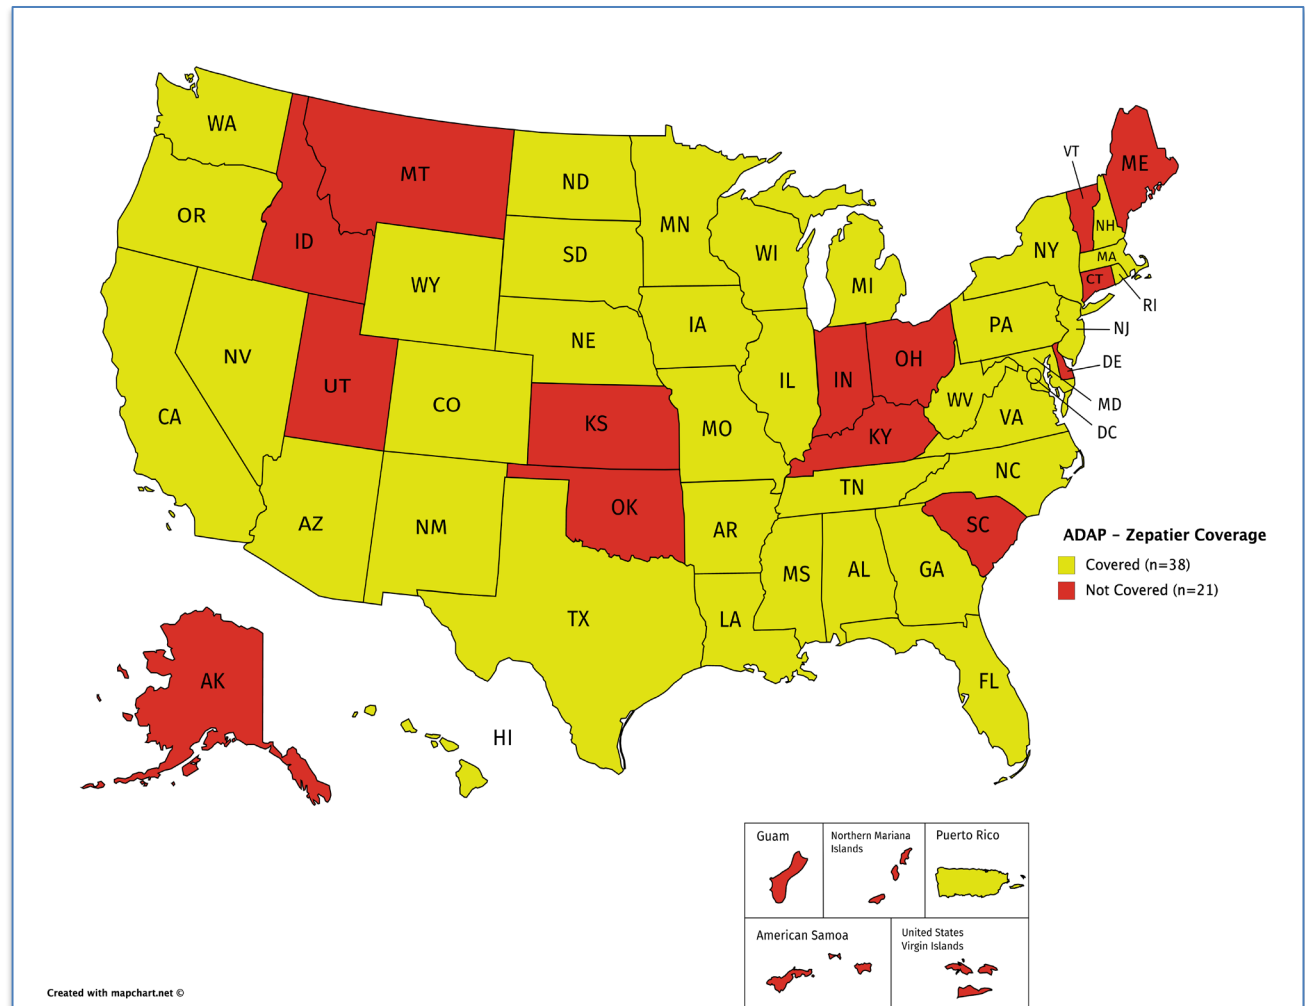 WA
MT
ME
VT
ND
OR
MN
NH
ID
SD
WI
NY
MA
WY
MI
CT
RI
IA
PA
NJ
NE
NV
OH
DE
UT
IL
IN
CO
WV
MD
CA
KS
MO
VA
DC
KY
NC
TN
OK
AZ
NM
AR
SC
ADAP – Zepatier Coverage
Covered (n=38)
Not Covered (n=21)
MS
AL
GA
TX
LA
AK
FL
HI
Guam
Northern Mariana
Islands
Puerto Rico
American Samoa
United States
Virgin Islands
Created with mapchart.net ©